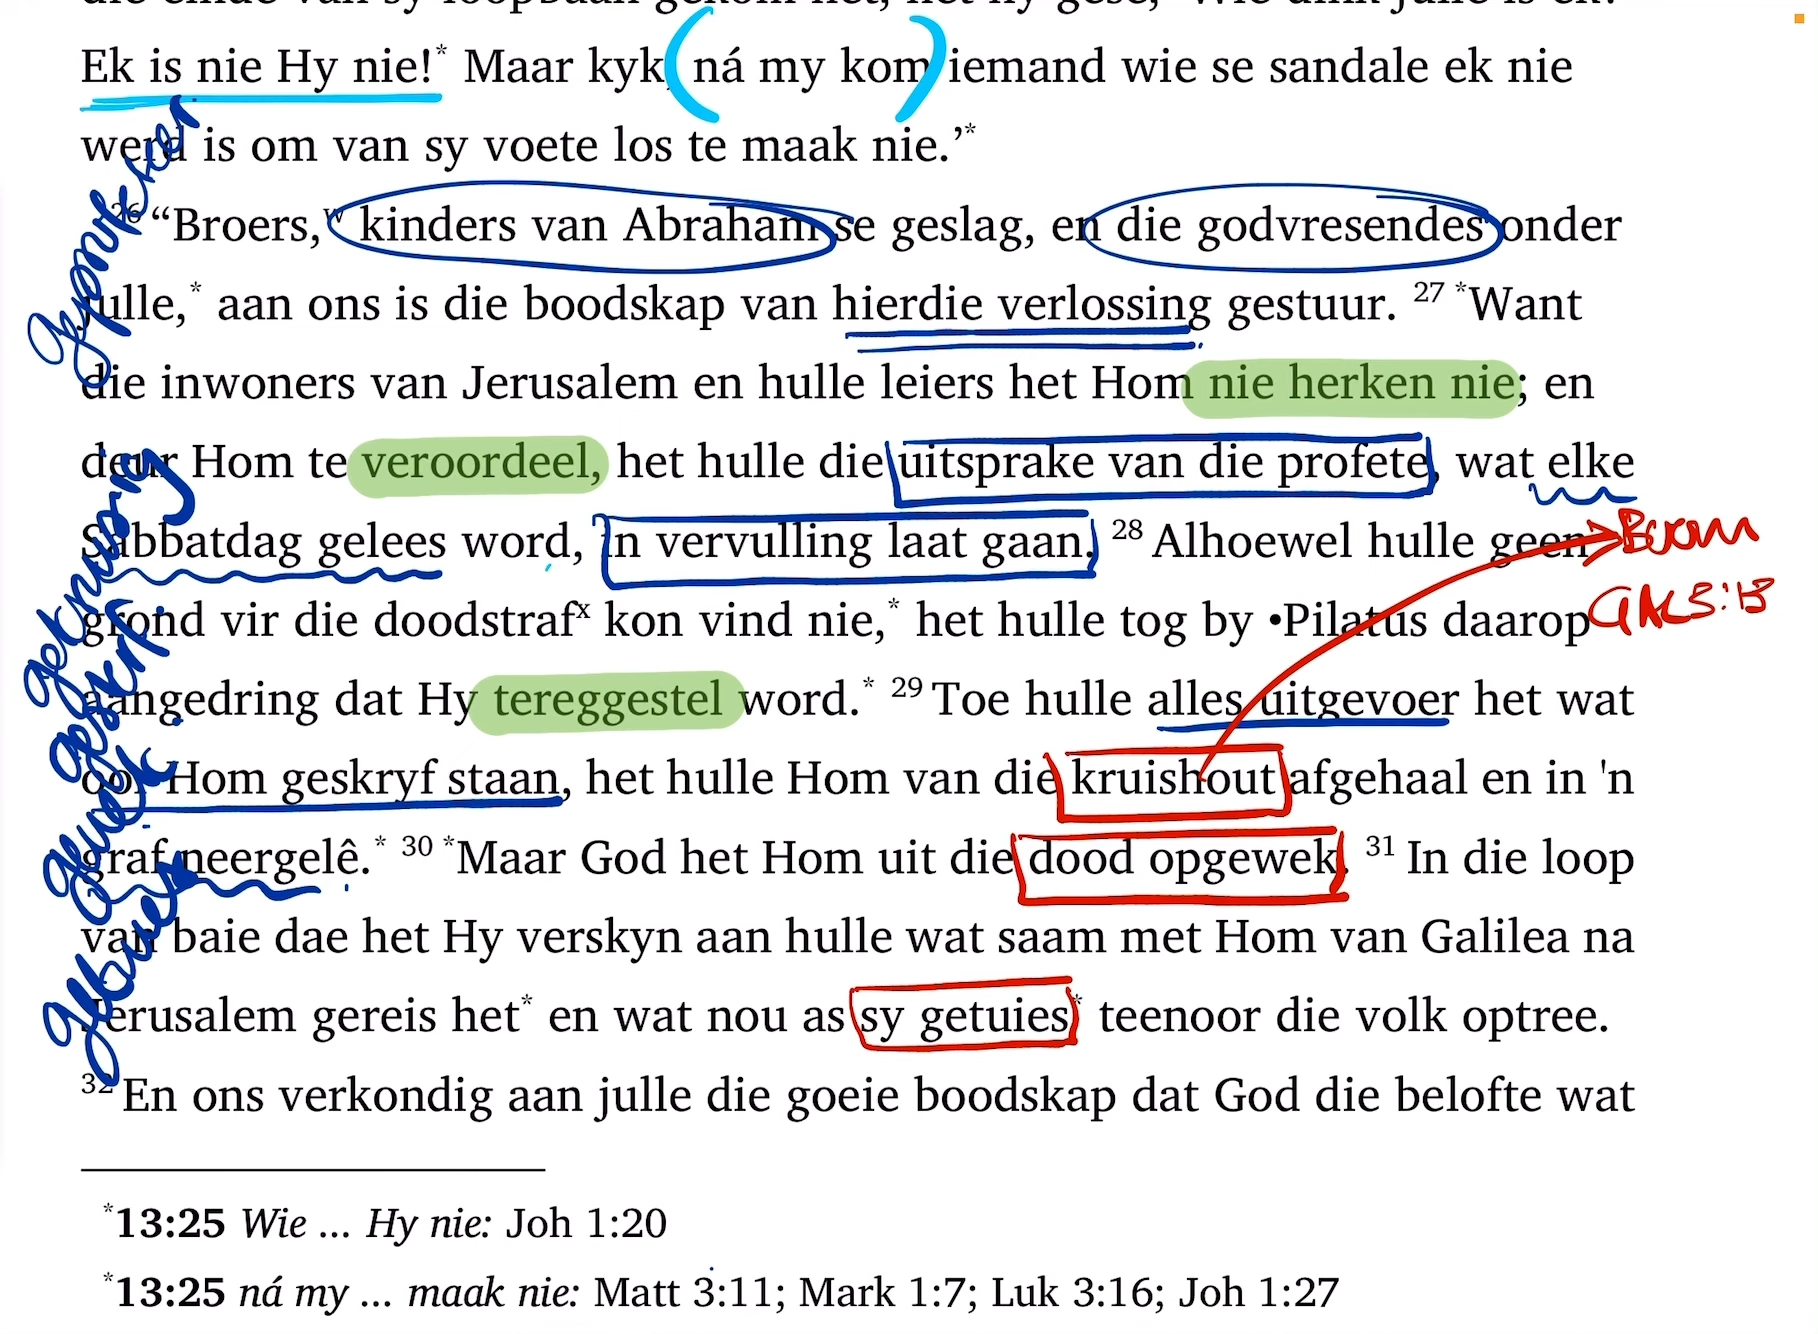 Ek is nie Hy nie!* Maar kyk, ná my kom iemand wie se sandale ek nie
werd is om van sy voete los te maak nie.’*
26 “Broers,ʷ kinders van Abraham se geslag, en die godvresendes onder
julle,* aan ons is die boodskap van hierdie verlossing gestuur. 27 *Want
die inwoners van Jerusalem en hulle leiers het Hom nie herken nie; en
deur Hom te veroordeel, het hulle die uitsprake van die profete, wat elke
Sabbatdag gelees word, in vervulling laat gaan. 28 Alhoewel hulle geen
Boom
grond vir die doodstrafˣ kon vind nie,* het hulle tog by •Pilatus daarop
GAL 3:13
aangedring dat Hy tereggestel word.* 29 Toe hulle alles uitgevoer het wat
oor Hom geskryf staan, het hulle Hom van die kruishout afgehaal en in 'n
graf neergelê.* 30 *Maar God het Hom uit die dood opgewek. 31 In die loop
van baie dae het Hy verskyn aan hulle wat saam met Hom van Galilea na
Jerusalem gereis het* en wat nou as sy getuies* teenoor die volk optree.
32 En ons verkondig aan julle die goeie boodskap dat God die belofte wat
*13:25 Wie ... Hy nie: Joh 1:20
*13:25 ná my ... maak nie: Matt 3:11; Mark 1:7; Luk 3:16; Joh 1:27